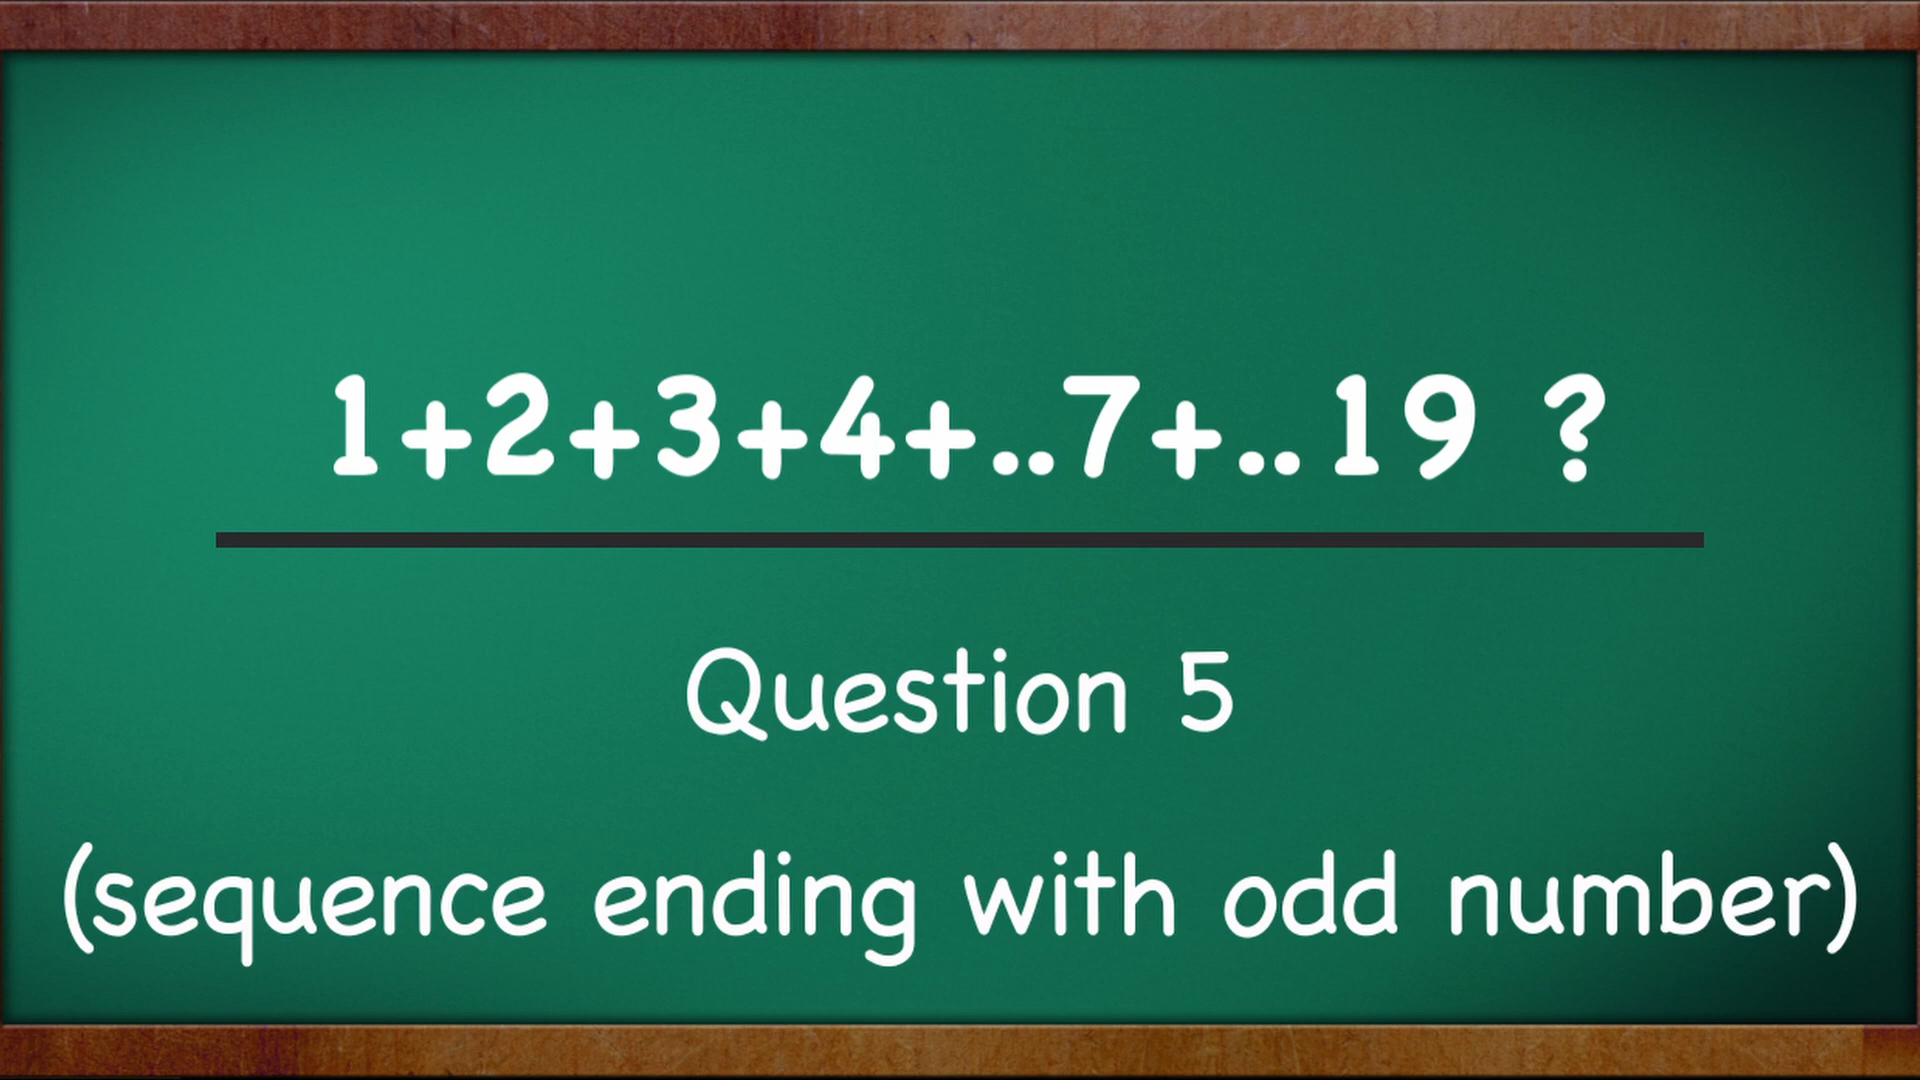 1+2+3+4+..7+..19 ?
Question 5
(sequence ending with odd number)